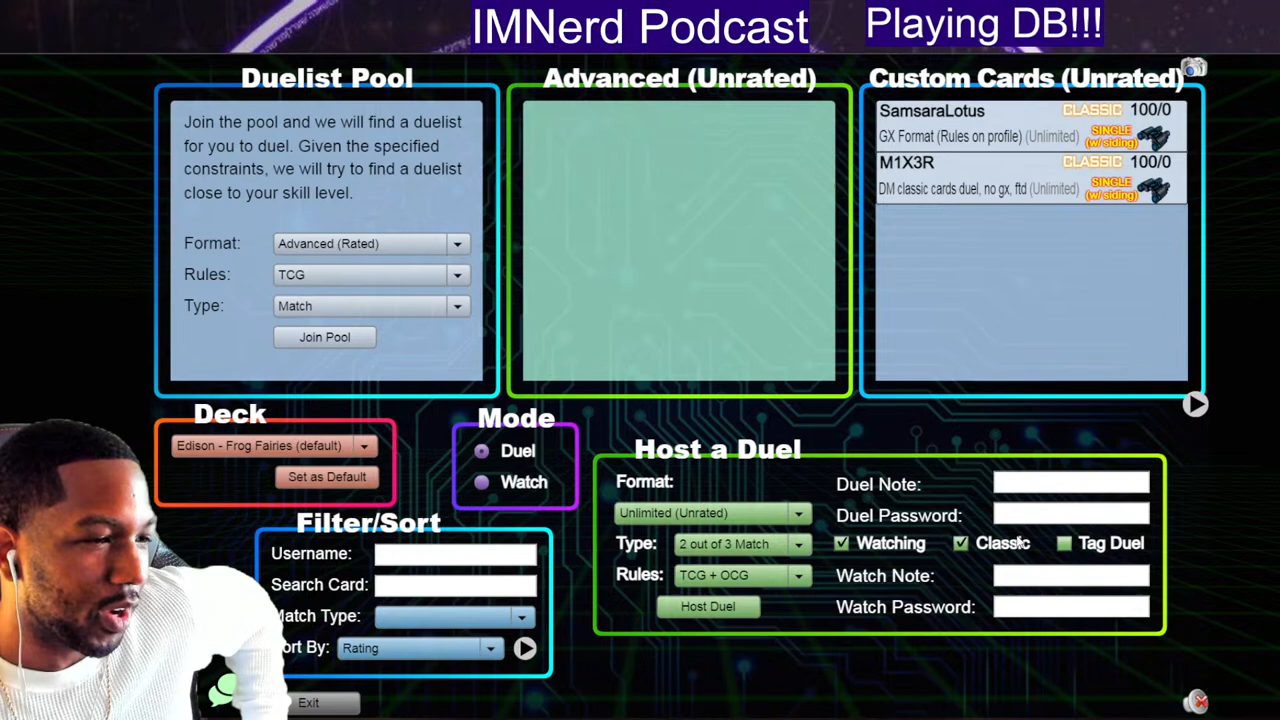 IMNerd Podcast
Playing DB!!!
Duelist Pool
Join the pool and we will find a duelist
for you to duel. Given the specified
constraints, we will try to find a duelist
close to your skill level.
Format: Advanced (Rated)
Rules: TCG
Type: Match
Join Pool
Advanced (Unrated)
Custom Cards (Unrated)
SamsaraLotus CLASSIC 100/0
GX Format (Rules on profile) (Unlimited) SINGLE
(w/ siding)
M1X3R CLASSIC 100/0
DM classic cards duel, no gx, ftd (Unlimited) SINGLE
(w/ siding)
Deck
Edison - Frog Fairies (default)
Set as Default
Mode
Duel
Watch
Filter/Sort
Username:
Search Card:
Match Type:
ort By: Rating
Exit
Host a Duel
Format:
Unlimited (Unrated)
Type: 2 out of 3 Match
Rules: TCG + OCG
Host Duel
Duel Note:
Duel Password:
Watching Classic Tag Duel
Watch Note:
Watch Password: